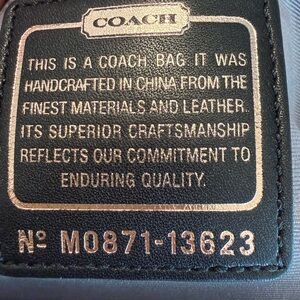 COACH
THIS IS A COACH BAG. IT WAS
HANDCRAFTED IN CHINA FROM THE
FINEST MATERIALS AND LEATHER.
ITS SUPERIOR CRAFTSMANSHIP
REFLECTS OUR COMMITMENT TO
ENDURING QUALITY.
Nº M0871-13623